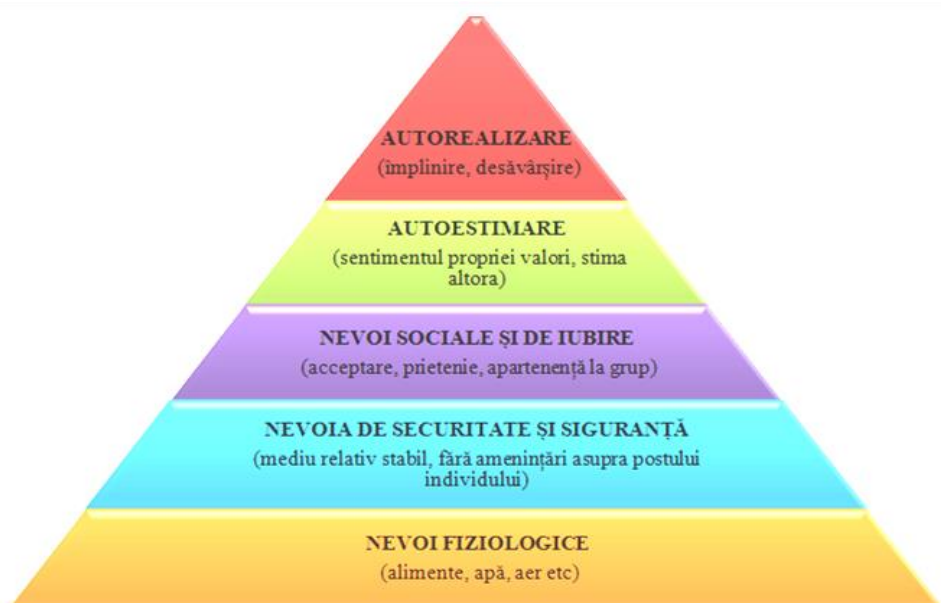 AUTOREALIZARE
(împlinire, desăvârșire)
AUTOESTIMARE
(sentimentul propriei valori, stima
altora)
NEVOI SOCIALE ȘI DE IUBIRE
(acceptare, prietenie, apartenență la grup)
NEVOIA DE SECURITATE ȘI SIGURANȚĂ
(mediu relativ stabil, fără amenințări asupra postului
individului)
NEVOI FIZIOLOGICE
(alimente, apă, aer etc)